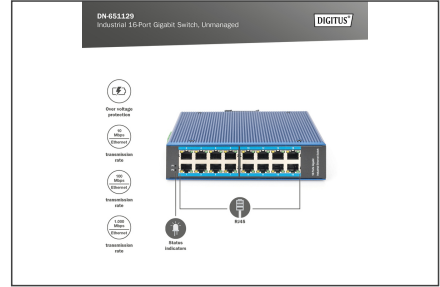 DN-651129
Industrial 16-Port Gigabit Switch, Unmanaged
DIGITUS®
Over voltage
protection
10
Mbps
Ethernet
transmission
rate
100
Mbps
Ethernet
transmission
rate
1.000
Mbps
Ethernet
transmission
rate
Status
indicators
RJ45